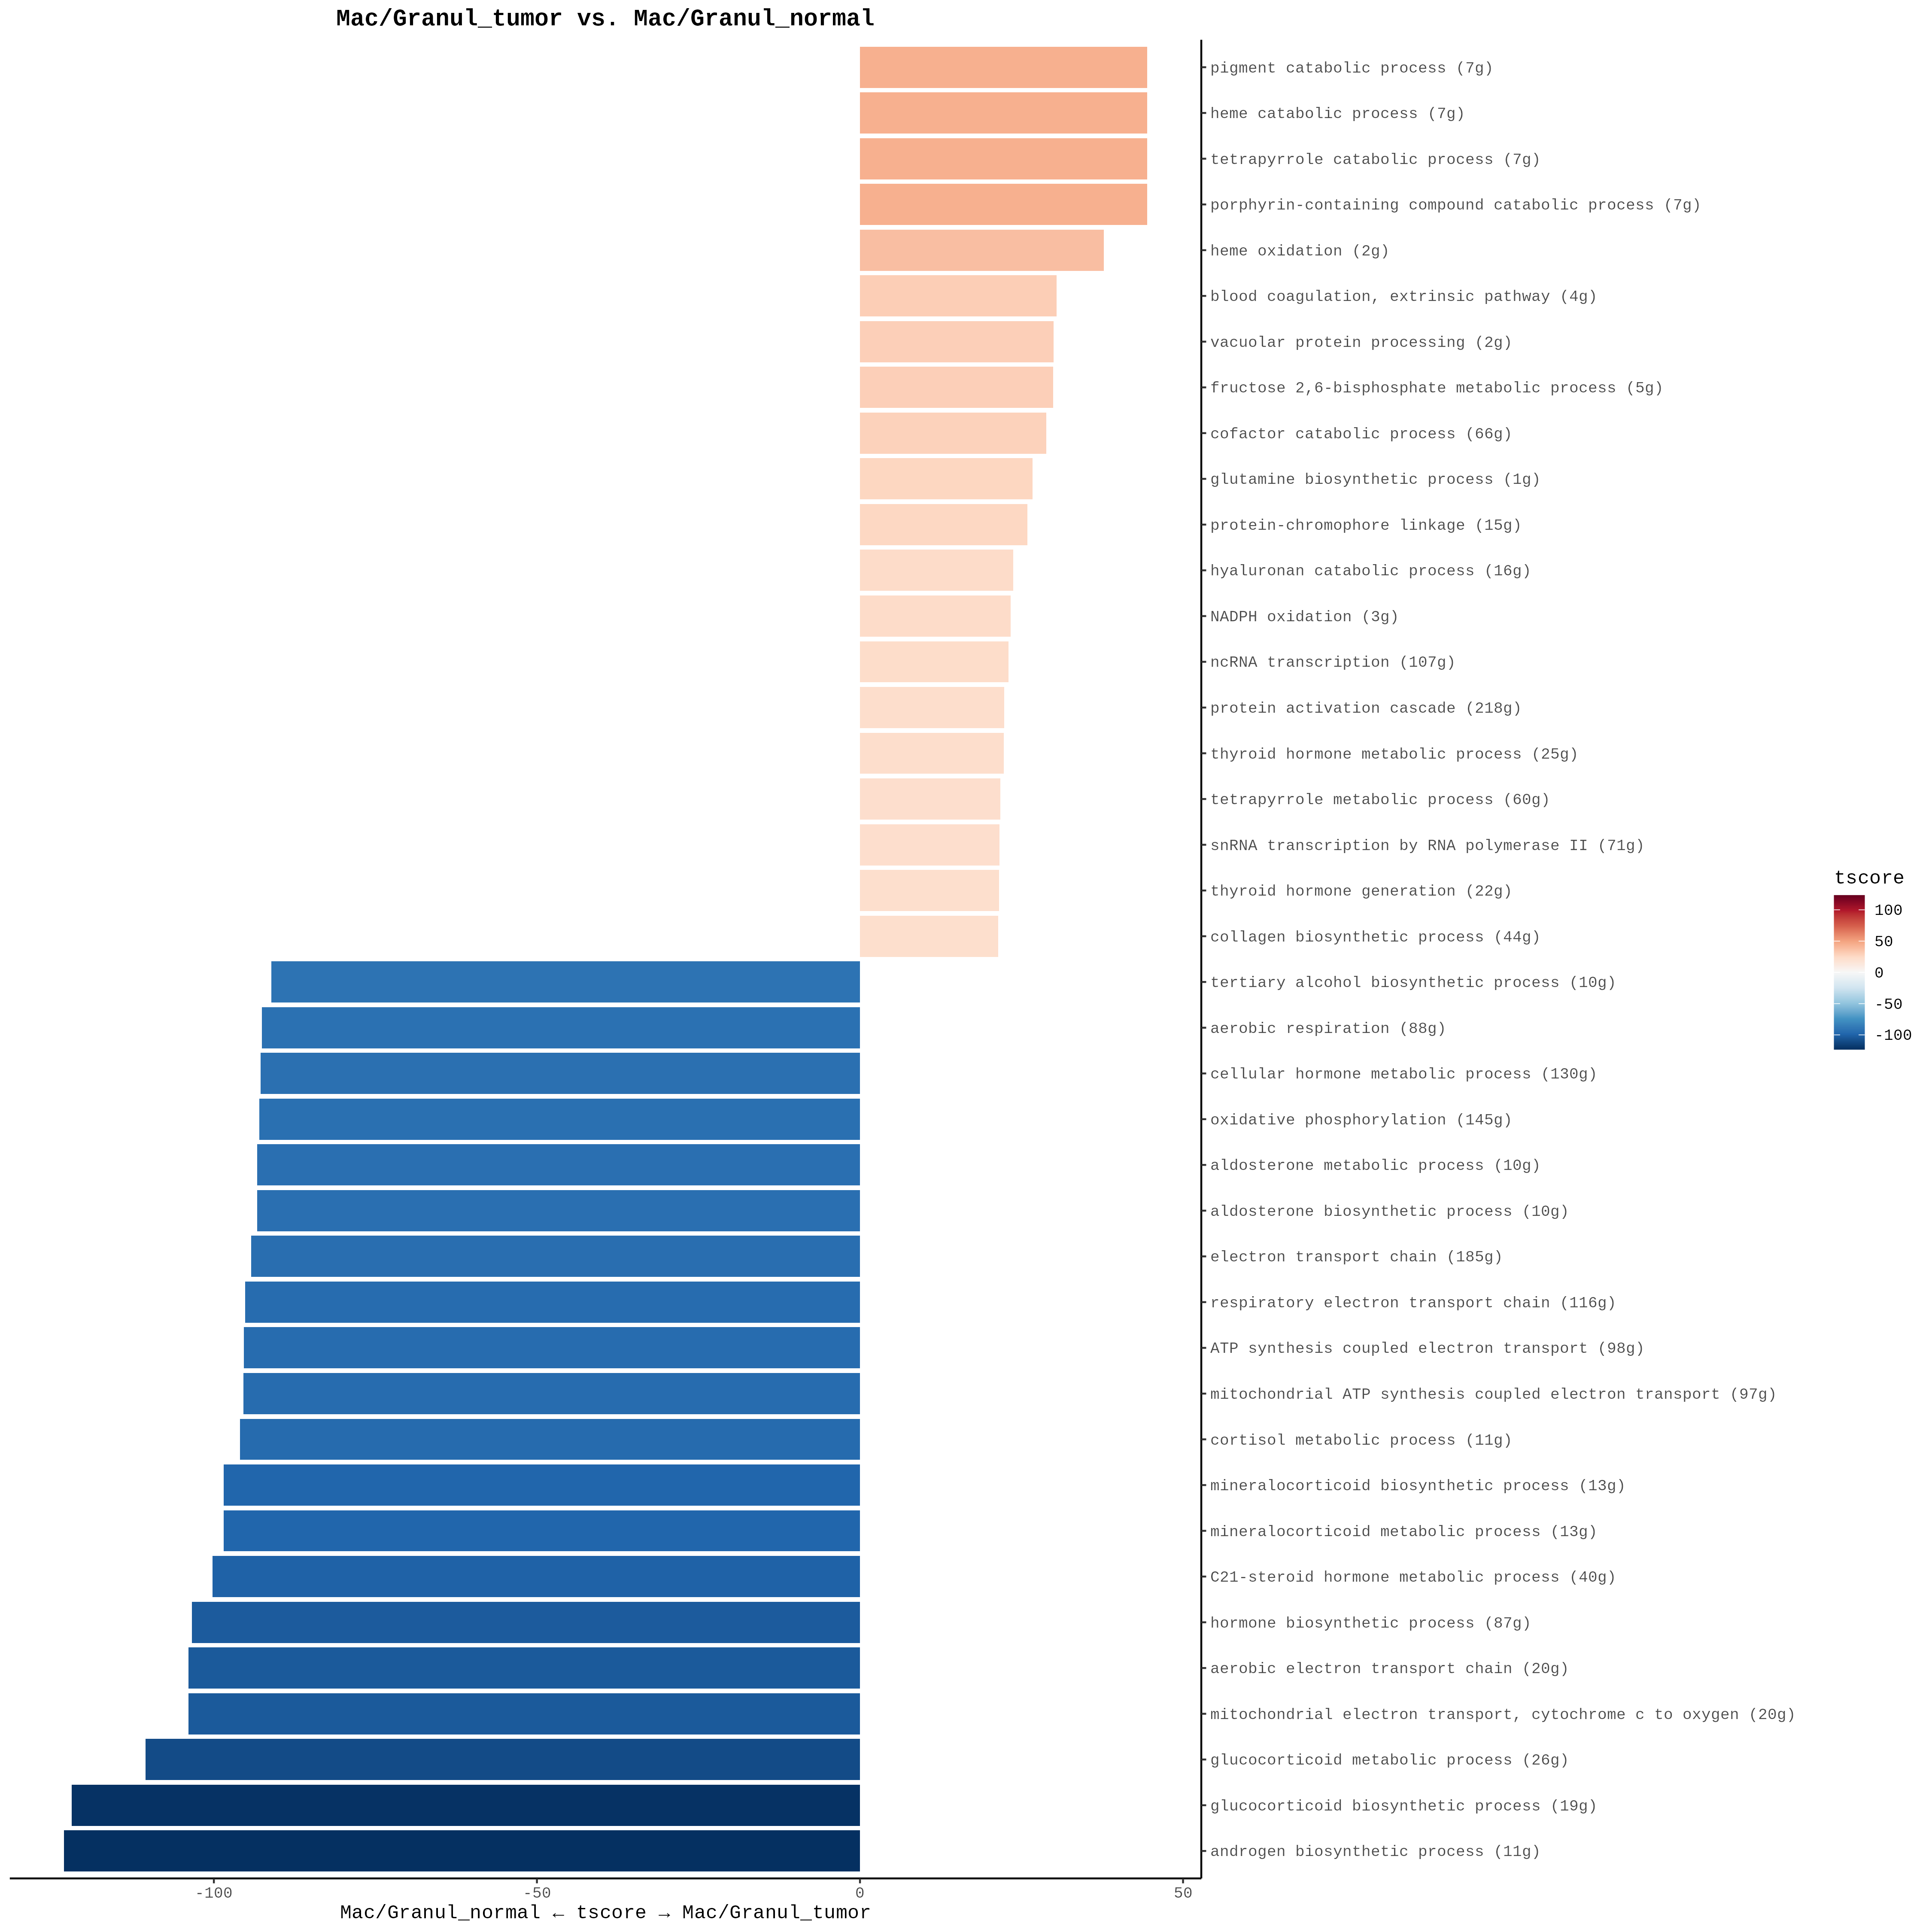 Mac/Granul_tumor vs. Mac/Granul_normal
pigment catabolic process (7g)
heme catabolic process (7g)
tetrapyrrole catabolic process (7g)
porphyrin-containing compound catabolic process (7g)
heme oxidation (2g)
blood coagulation, extrinsic pathway (4g)
vacuolar protein processing (2g)
fructose 2,6-bisphosphate metabolic process (5g)
cofactor catabolic process (66g)
glutamine biosynthetic process (1g)
protein-chromophore linkage (15g)
hyaluronan catabolic process (16g)
NADPH oxidation (3g)
ncRNA transcription (107g)
protein activation cascade (218g)
thyroid hormone metabolic process (25g)
tetrapyrrole metabolic process (60g)
snRNA transcription by RNA polymerase II (71g)
thyroid hormone generation (22g)
collagen biosynthetic process (44g)
tertiary alcohol biosynthetic process (10g)
aerobic respiration (88g)
cellular hormone metabolic process (130g)
oxidative phosphorylation (145g)
aldosterone metabolic process (10g)
aldosterone biosynthetic process (10g)
electron transport chain (185g)
respiratory electron transport chain (116g)
ATP synthesis coupled electron transport (98g)
mitochondrial ATP synthesis coupled electron transport (97g)
cortisol metabolic process (11g)
mineralocorticoid biosynthetic process (13g)
mineralocorticoid metabolic process (13g)
C21-steroid hormone metabolic process (40g)
hormone biosynthetic process (87g)
aerobic electron transport chain (20g)
mitochondrial electron transport, cytochrome c to oxygen (20g)
glucocorticoid metabolic process (26g)
glucocorticoid biosynthetic process (19g)
androgen biosynthetic process (11g)
-100 -50 0 50
Mac/Granul_normal ← tscore → Mac/Granul_tumor
tscore
100
50
0
-50
-100